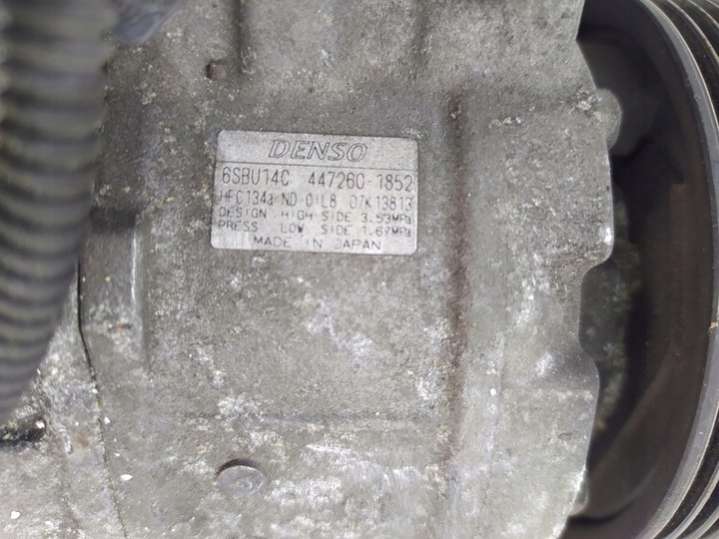 DENSO
6SBU14C 447260-1852
HFC134a ND-OIL8 07K13813
DESIGN HIGH SIDE 3.53MPa
PRESS LOW SIDE 1.67MPa
MADE IN JAPAN